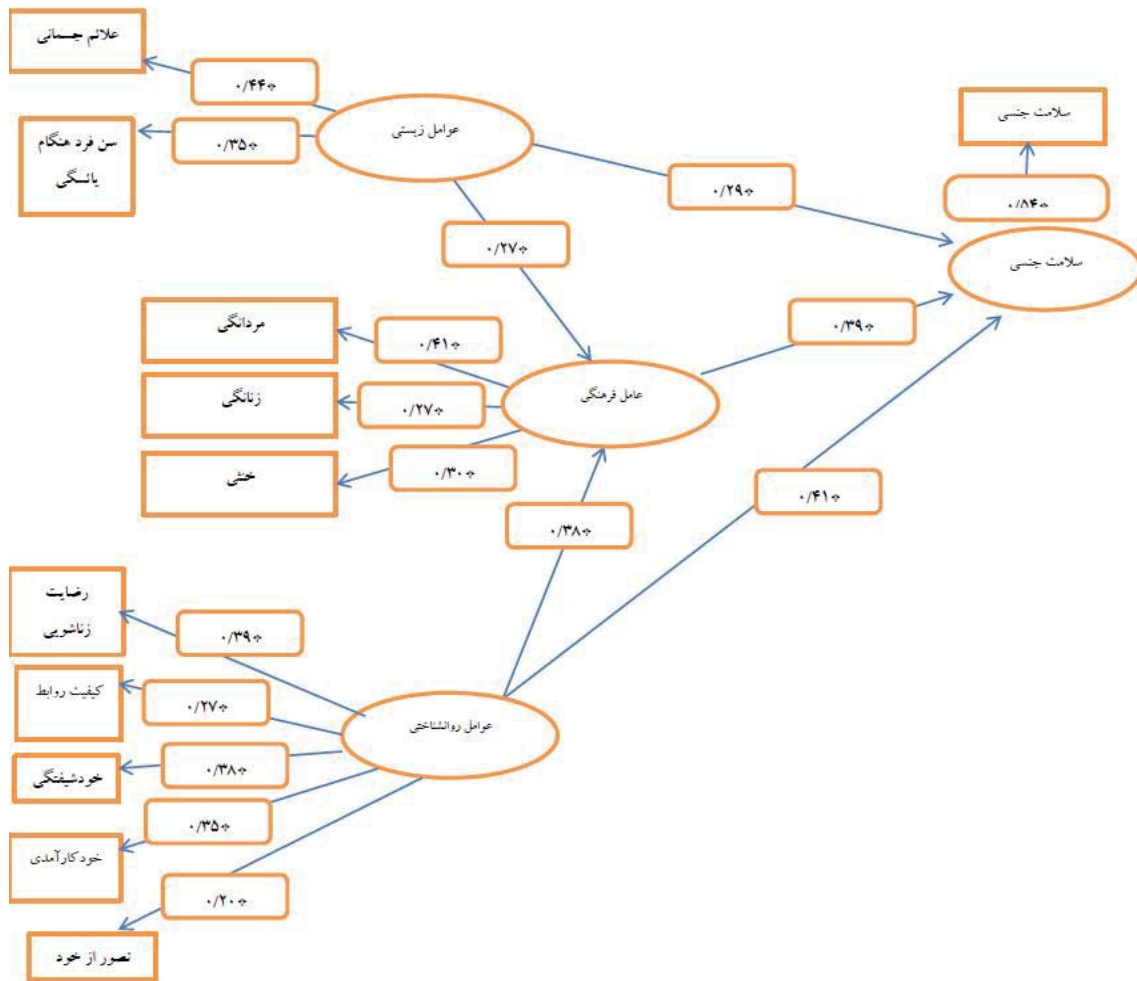 علائم جسمانی
۰/۴۴*
عوامل زیستی
سن فرد هنگام
یائسگی
۰/۳۵*
سلامت جنسی
۰/۲۹*
۰/۸۴*
سلامت جنسی
۰/۲۷*
مردانگی
۰/۴۱*
۰/۳۹*
زنانگی
۰/۲۷*
عامل فرهنگی
خنثی
۰/۳۰*
۰/۴۱*
۰/۳۸*
رضایت
زناشویی
۰/۳۹*
کیفیت روابط
۰/۲۷*
عوامل روانشناختی
خودشیفتگی
۰/۳۸*
خودکارآمدی
۰/۳۵*
۰/۲۰*
تصور از خود